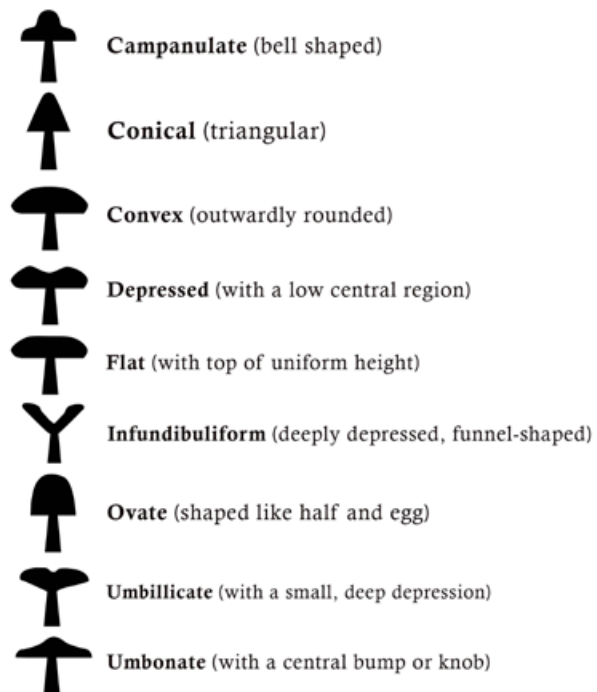 Campanulate (bell shaped)
Conical (triangular)
Convex (outwardly rounded)
Depressed (with a low central region)
Flat (with top of uniform height)
Infundibuliform (deeply depressed, funnel-shaped)
Ovate (shaped like half and egg)
Umbillicate (with a small, deep depression)
Umbonate (with a central bump or knob)